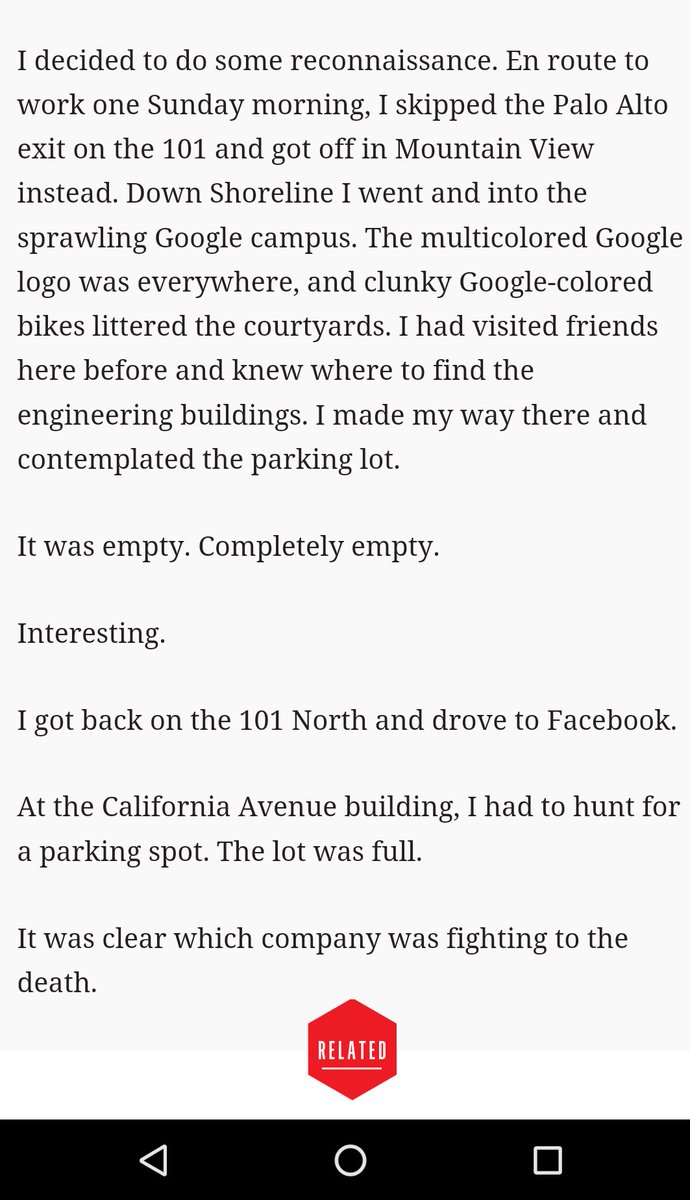 I decided to do some reconnaissance. En route to
work one Sunday morning, I skipped the Palo Alto
exit on the 101 and got off in Mountain View
instead. Down Shoreline I went and into the
sprawling Google campus. The multicolored Google
logo was everywhere, and clunky Google-colored
bikes littered the courtyards. I had visited friends
here before and knew where to find the
engineering buildings. I made my way there and
contemplated the parking lot.
It was empty. Completely empty.
Interesting.
I got back on the 101 North and drove to Facebook.
At the California Avenue building, I had to hunt for
a parking spot. The lot was full.
It was clear which company was fighting to the
death.
RELATED